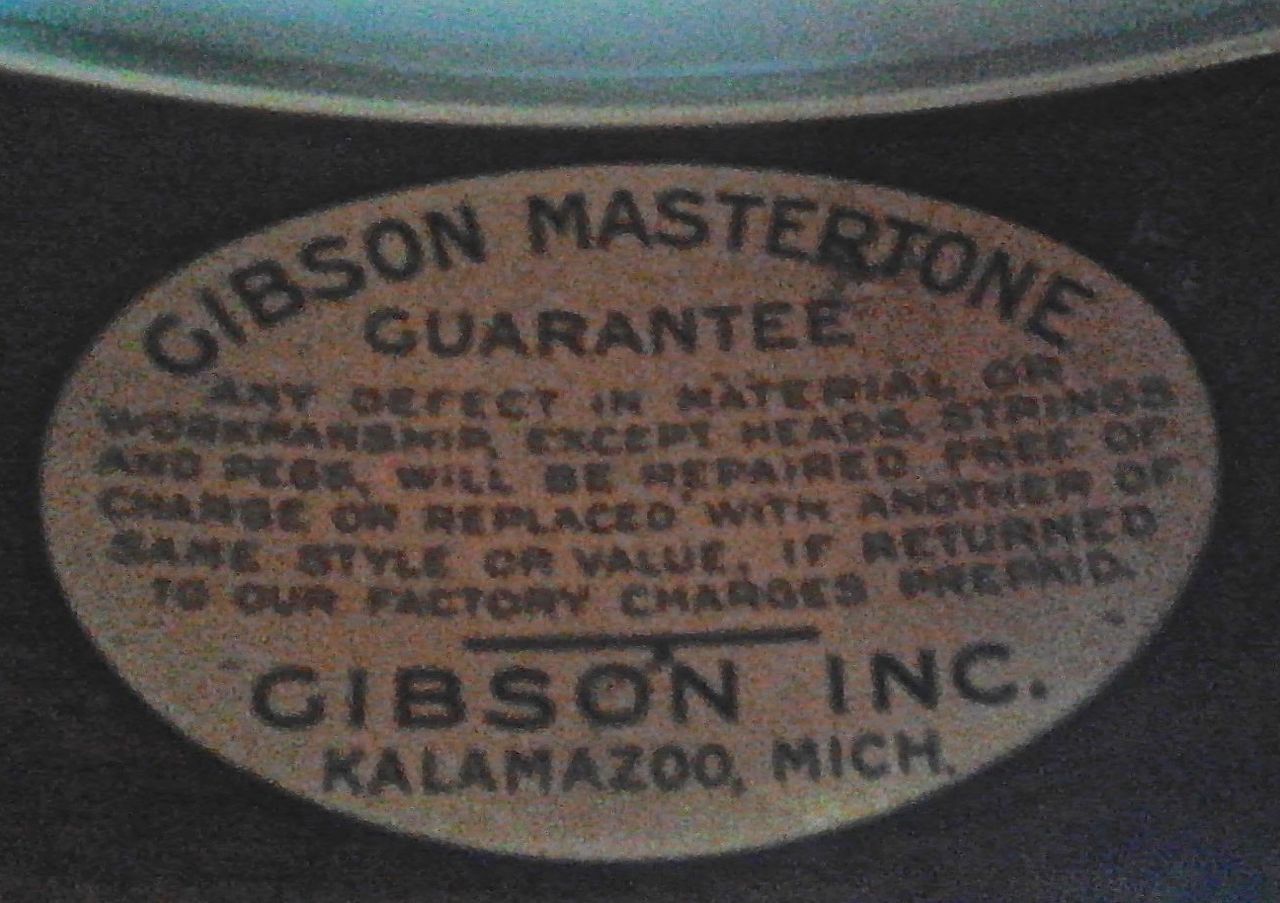 GIBSON MASTERTONE
GUARANTEE
ANY DEFECT IN MATERIAL OR
WORKMANSHIP, EXCEPT HEADS, STRINGS
AND PEGS, WILL BE REPAIRED FREE OF
CHARGE OR REPLACED WITH ANOTHER OF
SAME STYLE OR VALUE, IF RETURNED
TO OUR FACTORY CHARGES PREPAID.
GIBSON INC.
KALAMAZOO, MICH.